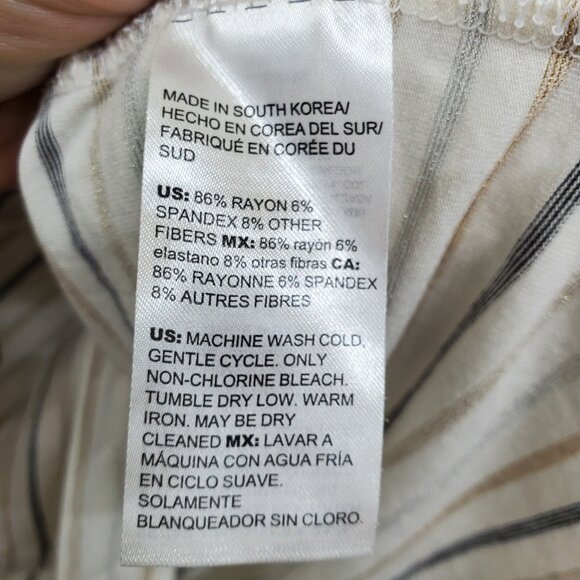 MADE IN SOUTH KOREA/
HECHO EN COREA DEL SUR/
FABRIQUÉ EN CORÉE DU
SUD
US: 86% RAYON 6%
SPANDEX 8% OTHER
FIBERS MX: 86% rayón 6%
elastano 8% otras fibras CA:
86% RAYONNE 6% SPANDEX
8% AUTRES FIBRES
US: MACHINE WASH COLD,
GENTLE CYCLE. ONLY
NON-CHLORINE BLEACH.
TUMBLE DRY LOW. WARM
IRON. MAY BE DRY
CLEANED MX: LAVAR A
MÁQUINA CON AGUA FRÍA
EN CICLO SUAVE.
SOLAMENTE
BLANQUEADOR SIN CLORO.